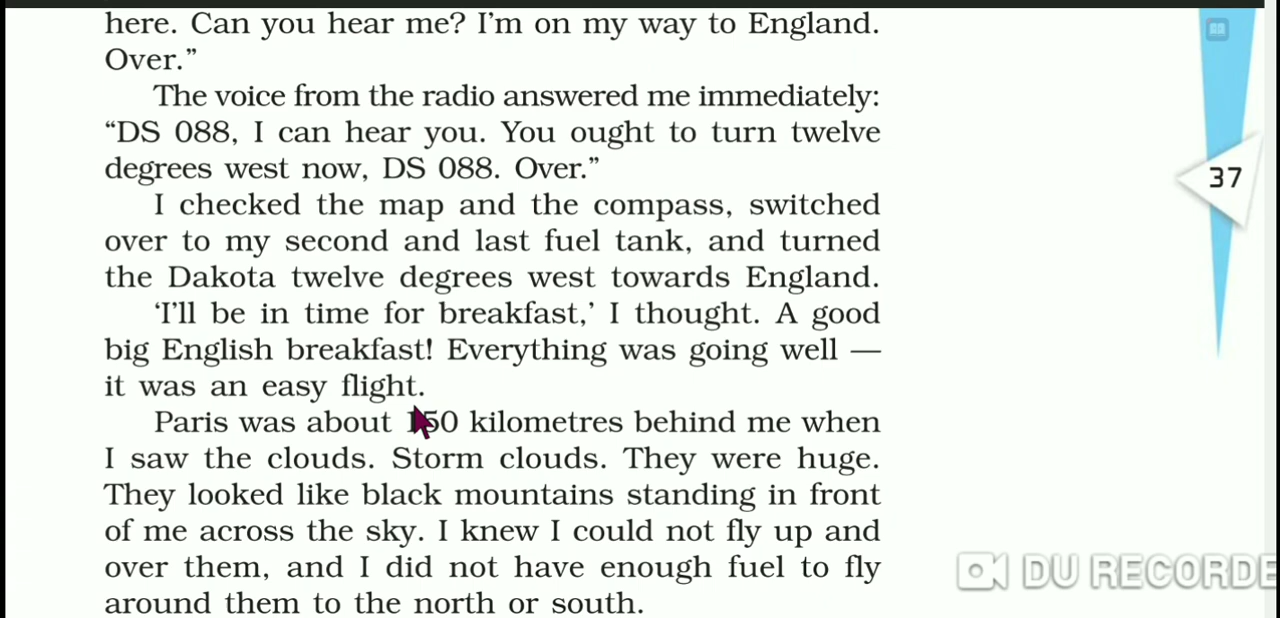 here. Can you hear me? I'm on my way to England.
Over.”
The voice from the radio answered me immediately:
“DS 088, I can hear you. You ought to turn twelve
degrees west now, DS 088. Over.”
I checked the map and the compass, switched
over to my second and last fuel tank, and turned
the Dakota twelve degrees west towards England.
‘I’ll be in time for breakfast,’ I thought. A good
big English breakfast! Everything was going well —
it was an easy flight.
Paris was about 150 kilometres behind me when
I saw the clouds. Storm clouds. They were huge.
They looked like black mountains standing in front
of me across the sky. I knew I could not fly up and
over them, and I did not have enough fuel to fly
around them to the north or south.
37
DU RECORDE